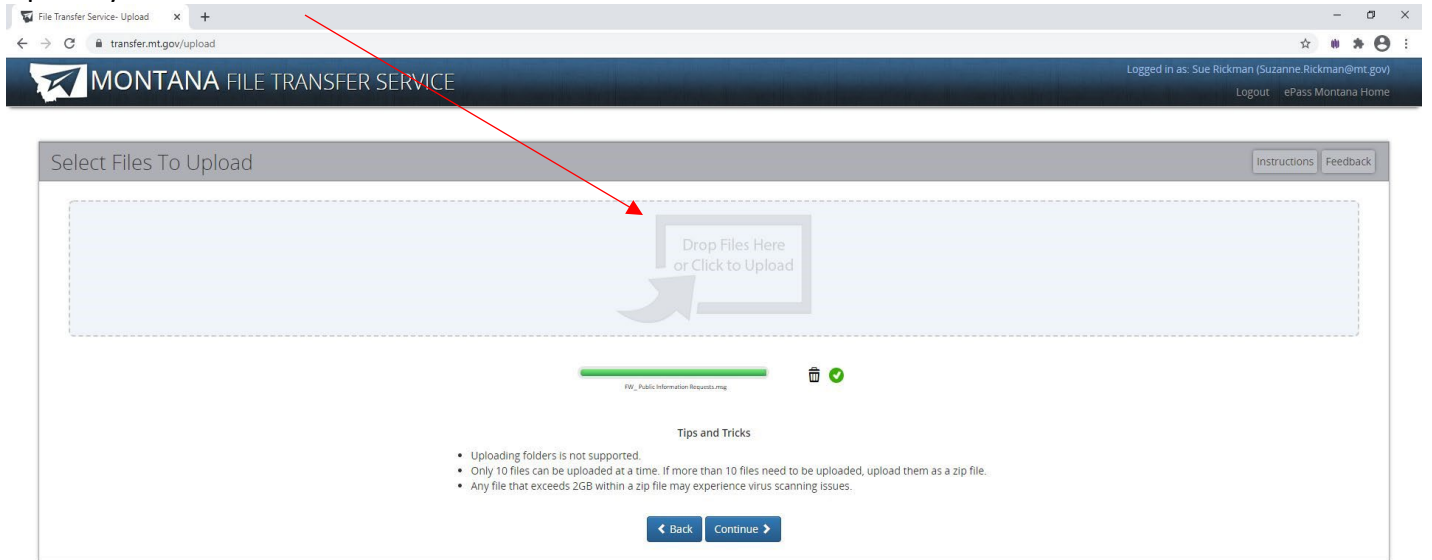 File Transfer Service- Upload
transfer.mt.gov/upload
MONTANA FILE TRANSFER SERVICE
Logged in as: Sue Rickman (Suzanne.Rickman@mt.gov)
Logout ePass Montana Home
Select Files To Upload
Instructions Feedback
Drop Files Here
or Click to Upload
FW_ Public Information Requests.msg
Tips and Tricks
• Uploading folders is not supported.
• Only 10 files can be uploaded at a time. If more than 10 files need to be uploaded, upload them as a zip file.
• Any file that exceeds 2GB within a zip file may experience virus scanning issues.
Back Continue